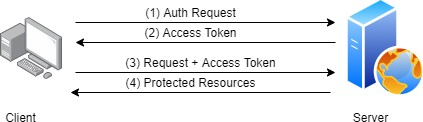 (1) Auth Request
(2) Access Token
(3) Request + Access Token
(4) Protected Resources
Client
Server